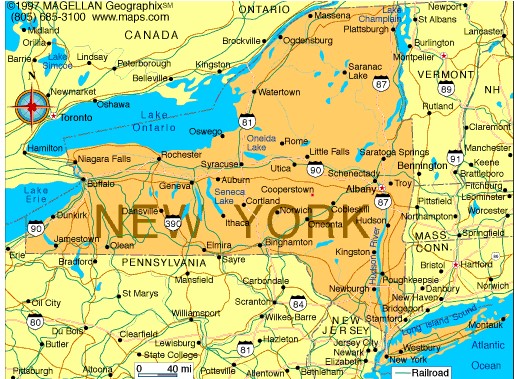 ©1997 MAGELLAN Geographix℠
(805) 685-3100 www.maps.com
ONTARIO
Massena
Lake
Champlain
Newport
St Albans
Midland
Orillia
CANADA
Plattsburgh
Lancaster
Brockville
Ogdensburg
Burlington
Barrie
Lake
Simcoe
Lindsay
Peterborough
Kingston
Montpelier
N
Belleville
Saranac
Lake
VERMONT
87
89
NH
Newmarket
Oshawa
Watertown
Rutland
Toronto
Lake
Ontario
81
Oswego
Oneida
Lake
Rome
Claremont
Hamilton
Niagara Falls
Rochester
Little Falls
Saratoga Springs
Manchester
91
Keene
Syracuse
Utica
90
Bennington
Brattleboro
Schenectady
Buffalo
Geneva
Auburn
Cooperstown
Albany
Troy
Fitchburg
Lake
Erie
Seneca
Lake
Cortland
87
Pittsfield
Leominster
Dunkirk
Dansville
390
Ithaca
Norwich
Cobleskill
Hudson
Northampton
Worcester
90
NEW YORK
Oneonta
MASS
Springfield
Jamestown
Olean
Elmira
Binghamton
Kingston
Hudson River
CONN.
Erie
Bradford
PENNSYLVANIA
Sayre
Bristol
Hartford
Mansfield
Carbondale
Poughkeepsie
Danbury
Norwich
St Marys
Newburgh
New Haven
Oil City
Scranton
84
Bridgeport
Williamsport
Wilkes-Barre
Stamford
Long Island Sound
Montauk
80
Du Bois
Clearfield
Hazleton
NEW
JERSEY
Butler
Lewisburg
81
Jersey City
Westbury
Atlantic
Ocean
State College
Newark
New York
Elizabeth
Pittsburgh
Altoona
0 40 mi
Pottsville
Allentown
Bethlehem
Railroad